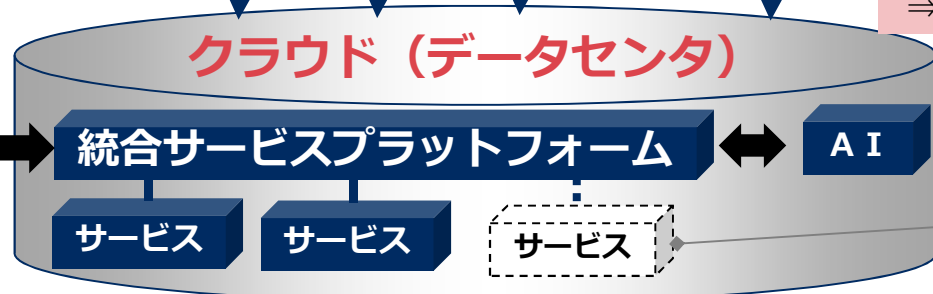 ⇒
クラウド（データセンタ）
統合サービスプラットフォーム
ＡＩ
サービス
サービス
サービス